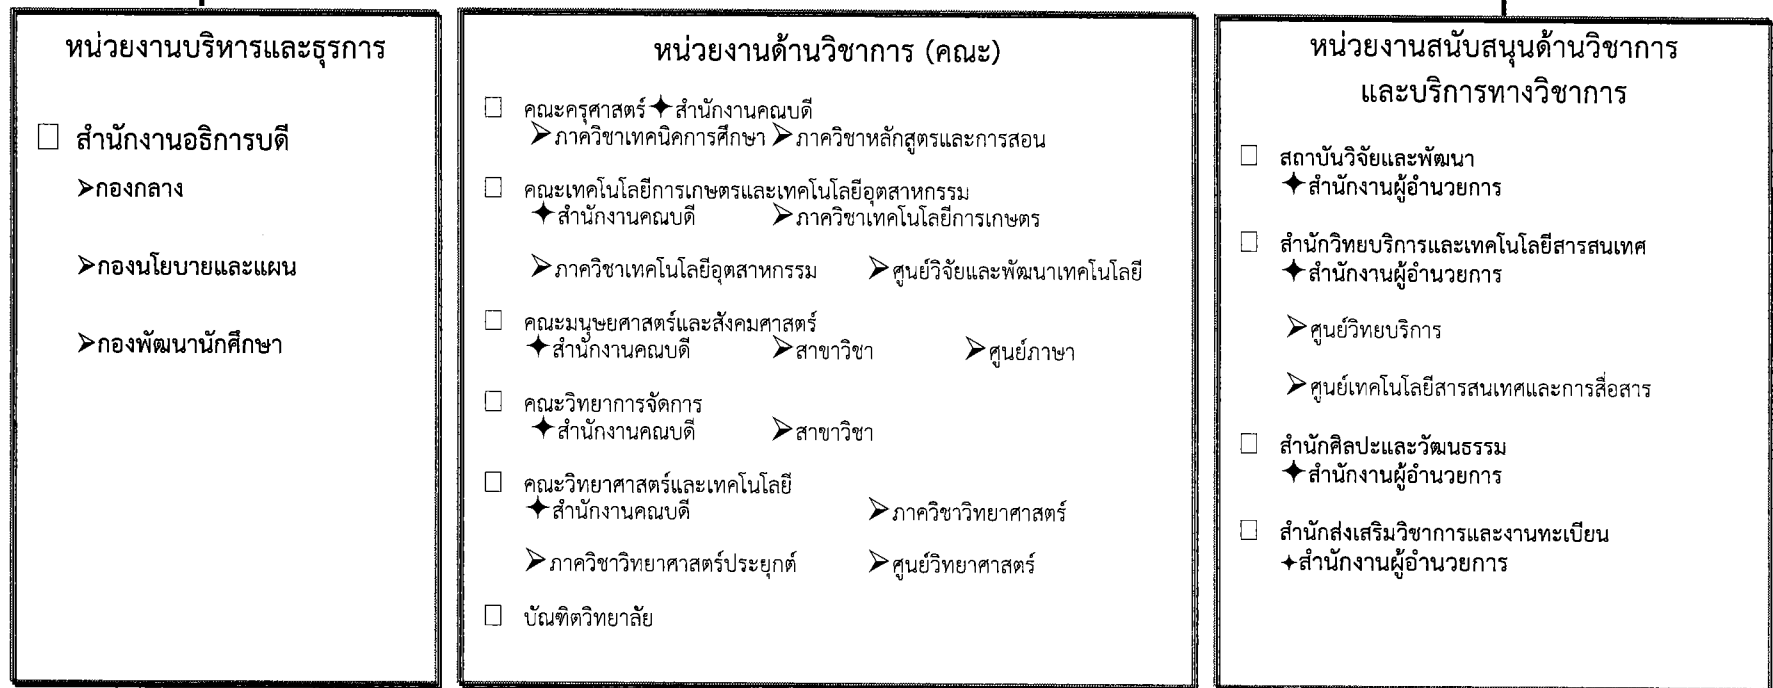 หน่วยงานบริหารและธุรการ
□ สำนักงานอธิการบดี
➢กองกลาง
➢กองนโยบายและแผน
➢กองพัฒนานักศึกษา
หน่วยงานด้านวิชาการ (คณะ)
□ คณะครุศาสตร์ ✦ สำนักงานคณบดี
➢ภาควิชาเทคนิคการศึกษา ➢ภาควิชาหลักสูตรและการสอน
□ คณะเทคโนโลยีการเกษตรและเทคโนโลยีอุตสาหกรรม
✦สำนักงานคณบดี ➢ภาควิชาเทคโนโลยีการเกษตร
➢ภาควิชาเทคโนโลยีอุตสาหกรรม ➢ศูนย์วิจัยและพัฒนาเทคโนโลยี
□ คณะมนุษยศาสตร์และสังคมศาสตร์
✦สำนักงานคณบดี ➢สาขาวิชา ➢ศูนย์ภาษา
□ คณะวิทยาการจัดการ
✦สำนักงานคณบดี ➢สาขาวิชา
□ คณะวิทยาศาสตร์และเทคโนโลยี
✦สำนักงานคณบดี ➢ภาควิชาวิทยาศาสตร์
➢ภาควิชาวิทยาศาสตร์ประยุกต์ ➢ศูนย์วิทยาศาสตร์
□ บัณฑิตวิทยาลัย
หน่วยงานสนับสนุนด้านวิชาการ
และบริการทางวิชาการ
□ สถาบันวิจัยและพัฒนา
✦สำนักงานผู้อำนวยการ
□ สำนักวิทยบริการและเทคโนโลยีสารสนเทศ
✦สำนักงานผู้อำนวยการ
➢ศูนย์วิทยบริการ
➢ศูนย์เทคโนโลยีสารสนเทศและการสื่อสาร
□ สำนักศิลปะและวัฒนธรรม
✦สำนักงานผู้อำนวยการ
□ สำนักส่งเสริมวิชาการและงานทะเบียน
✦สำนักงานผู้อำนวยการ